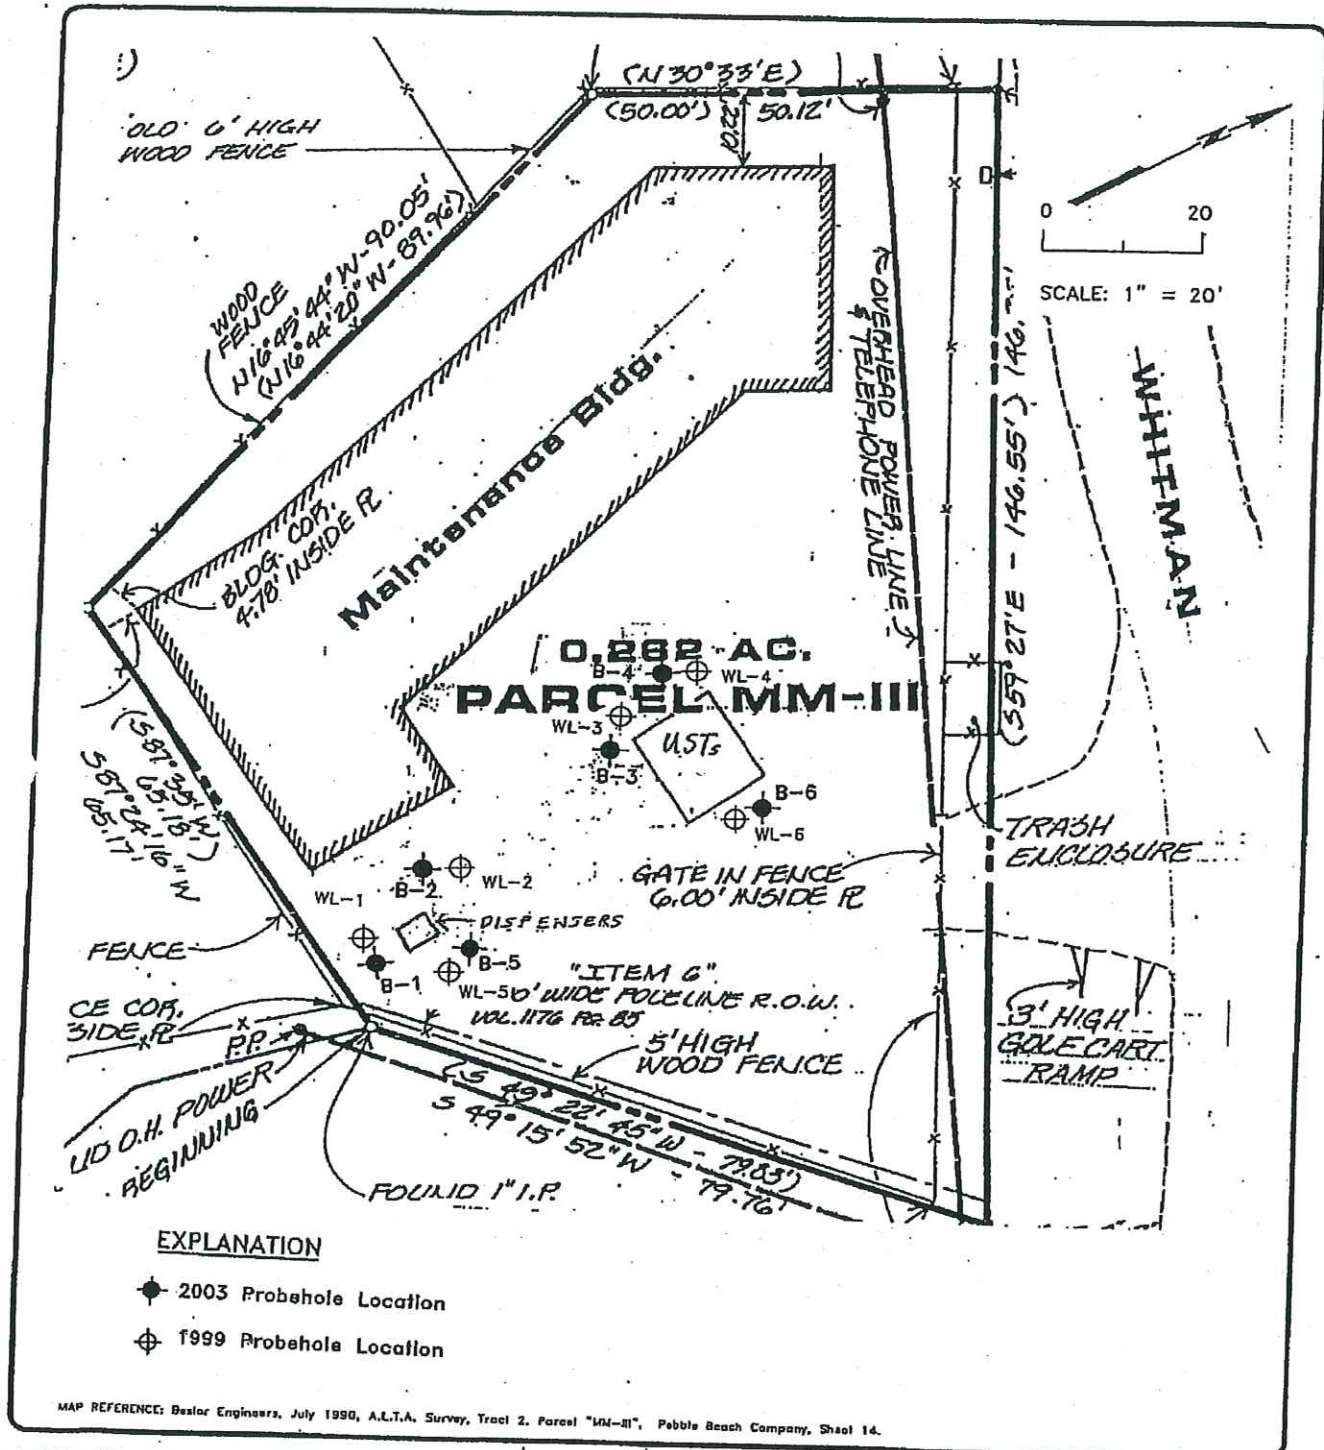 (N 30°33'E)
(50.00') 50.12'
10.22'
"OLD" 6' HIGH
WOOD FENCE
0 20
SCALE: 1" = 20'
WOOD
FENCE
N16°45'44"W-90.05'
(N16°44'20"W-89.96')
OVERHEAD POWER LINE
& TELEPHONE LINE
(S59°27'E - 146.55') 146.
WHITMAN
Maintenance Bldg.
BLDG. COR.
4.78' INSIDE PL
0.262 AC.
PARCEL MM-III
B-4
WL-4
WL-3
B-3
USTs
B-6
WL-6
(S87°35'W
65.18')
S87°24'16"W
65.17'
TRASH
ENCLOSURE
GATE IN FENCE
6.00' INSIDE PL
WL-1
B-2
WL-2
DISPENSERS
FENCE
B-1
B-5
WL-5
"ITEM 6"
0' WIDE POLELINE R.O.W.
VOL.1176 PG.85
CE COR.
SIDE PL
P.P.
5' HIGH
WOOD FENCE
3' HIGH
GOLF CART
RAMP
(S 49°22'45"W - 79.83')
S 49°15'52"W - 79.76'
UD O.H. POWER
BEGINNING
FOUND 1" I.P.
EXPLANATION
2003 Probehole Location
1999 Probehole Location
MAP REFERENCE: Bestor Engineers, July 1990, A.L.T.A. Survey, Tract 2, Parcel "MM-III", Pebble Beach Company, Sheet 14.